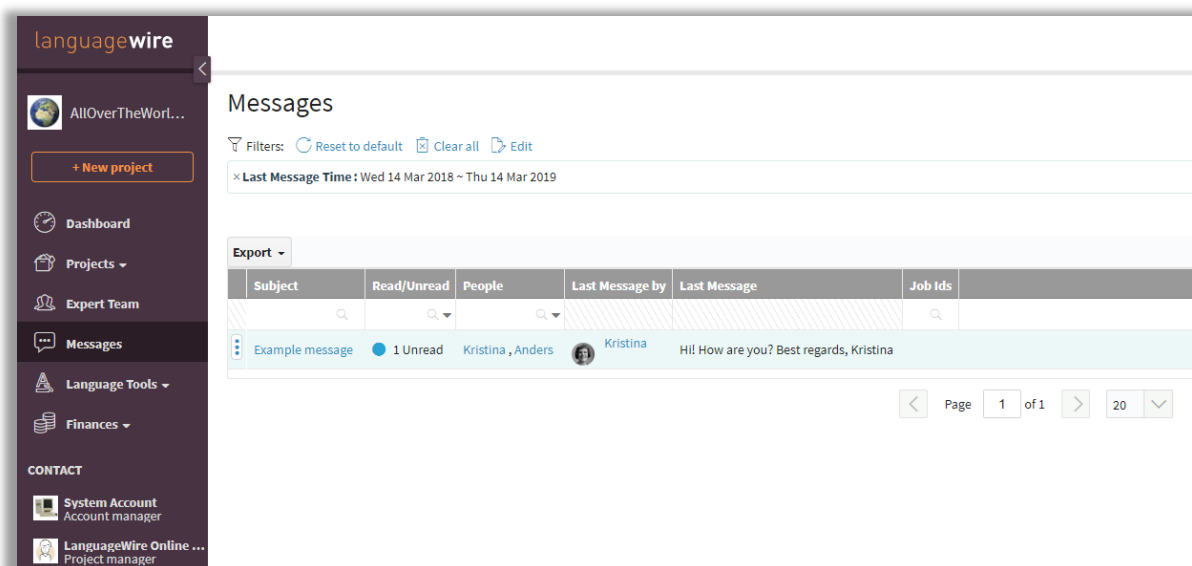 languagewire
AllOverTheWorl...
+ New project
Dashboard
Projects
Expert Team
Messages
Language Tools
Finances
CONTACT
System Account
Account manager
LanguageWire Online ...
Project manager
Messages
Filters: Reset to default Clear all Edit
× Last Message Time : Wed 14 Mar 2018 ~ Thu 14 Mar 2019
Export
Subject Read/Unread People Last Message by Last Message Job Ids
Example message 1 Unread Kristina , Anders Kristina Hi! How are you? Best regards, Kristina
Page 1 of 1 20